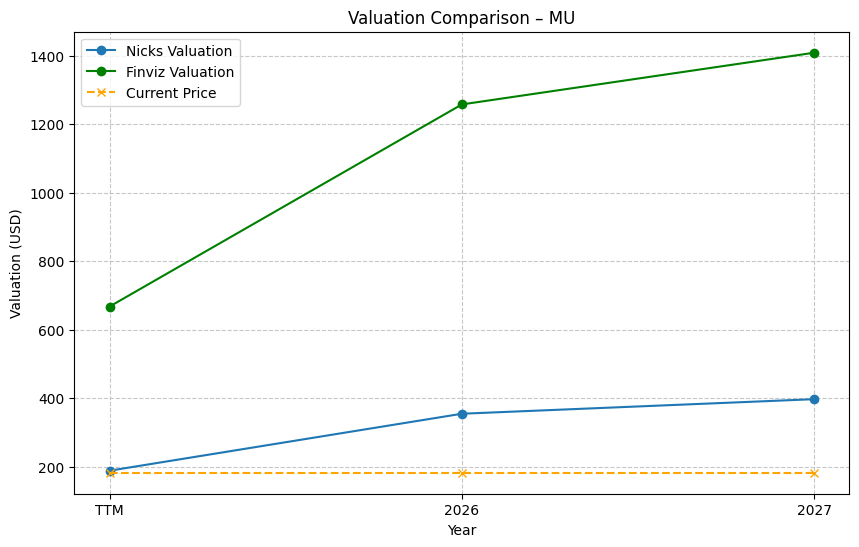 Valuation Comparison – MU
Nicks Valuation
Finviz Valuation
Current Price
Valuation (USD)
1400
1200
1000
800
600
400
200
TTM
2026
2027
Year